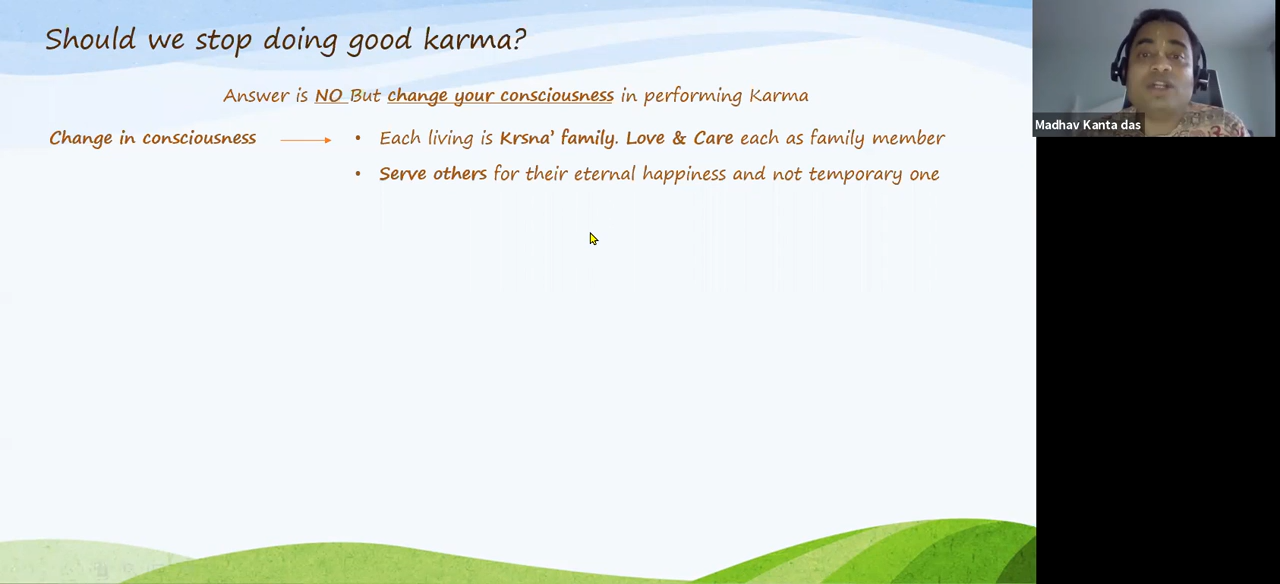 Should we stop doing good karma?
Answer is NO But change your consciousness in performing Karma
Change in consciousness
• Each living is Krsna' family. Love & Care each as family member
• Serve others for their eternal happiness and not temporary one
Madhav Kanta das